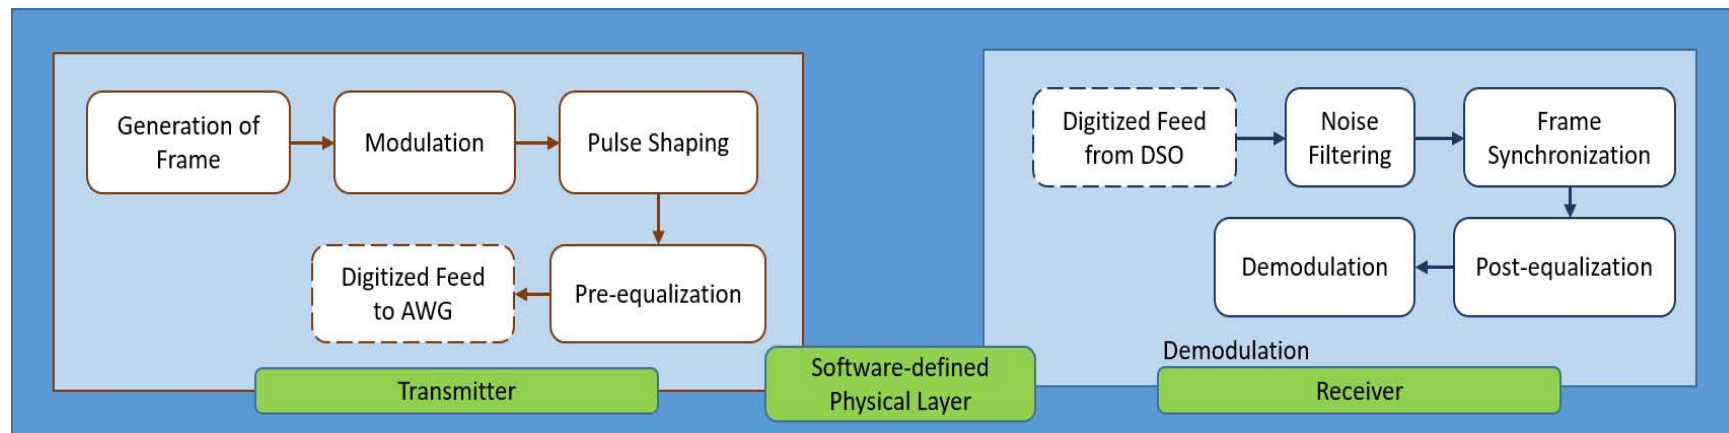 Generation of
Frame
Modulation
Pulse Shaping
Digitized Feed
to AWG
Pre-equalization
Transmitter
Software-defined
Physical Layer
Digitized Feed
from DSO
Noise
Filtering
Frame
Synchronization
Demodulation
Post-equalization
Demodulation
Receiver